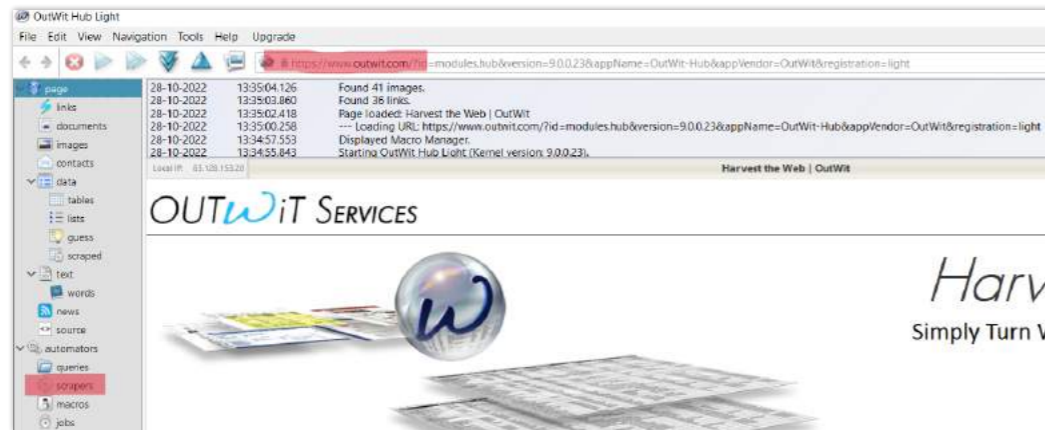 OutWit Hub Light
File Edit View Navigation Tools Help Upgrade
https://www.outwit.com/?id=modules.hub&version=9.0.0.23&appName=OutWit-Hub&appVendor=OutWit&registration=light
page
links
documents
images
contacts
data
tables
lists
guess
scraped
text
words
news
source
automators
queries
scrapers
macros
jobs
28-10-2022 13:35:04.126 Found 41 images.
28-10-2022 13:35:03.860 Found 36 links.
28-10-2022 13:35:02.418 Page loaded: Harvest the Web | OutWit
28-10-2022 13:35:00.258 --- Loading URL: https://www.outwit.com/?id=modules.hub&version=9.0.0.23&appName=OutWit-Hub&appVendor=OutWit&registration=light
28-10-2022 13:34:57.553 Displayed Macro Manager.
28-10-2022 13:34:55.843 Starting OutWit Hub Light (Kernel version: 9.0.0.23).
Local IP: Harvest the Web | OutWit
OUTWiT SERVICES
W
Harv
Simply Turn